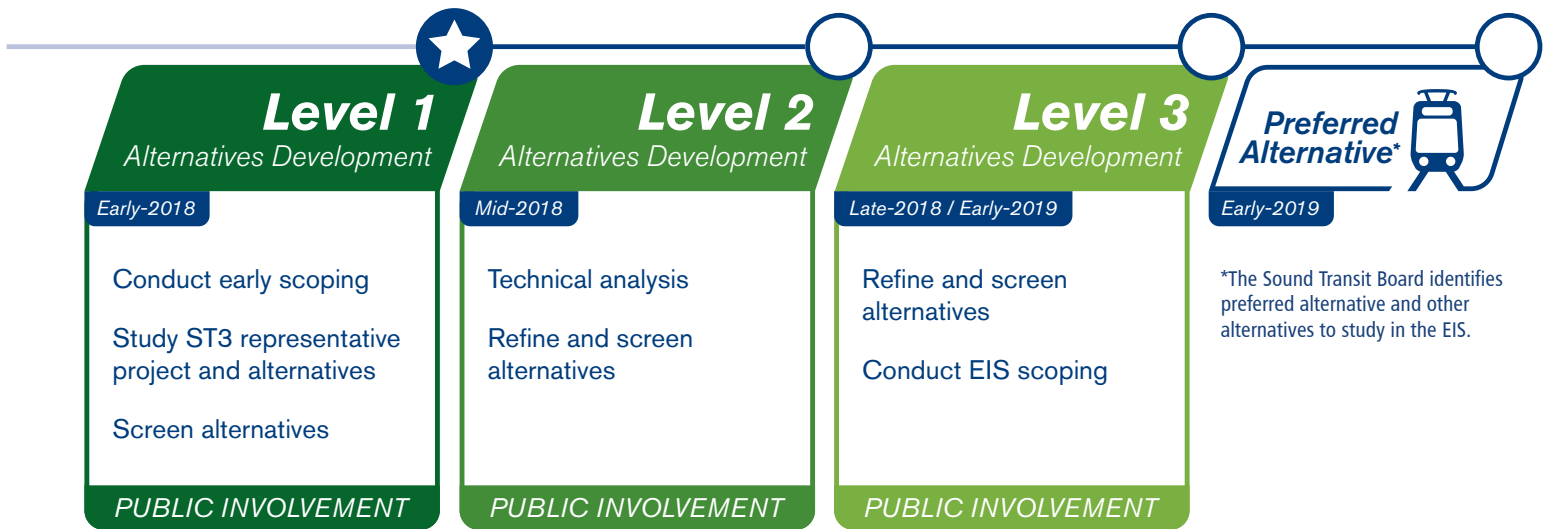 Level 1
Alternatives Development
Early-2018
Conduct early scoping
Study ST3 representative
project and alternatives
Screen alternatives
PUBLIC INVOLVEMENT
Level 2
Alternatives Development
Mid-2018
Technical analysis
Refine and screen
alternatives
PUBLIC INVOLVEMENT
Level 3
Alternatives Development
Late-2018 / Early-2019
Refine and screen
alternatives
Conduct EIS scoping
PUBLIC INVOLVEMENT
Preferred
Alternative*
Early-2019
*The Sound Transit Board identifies
preferred alternative and other
alternatives to study in the EIS.